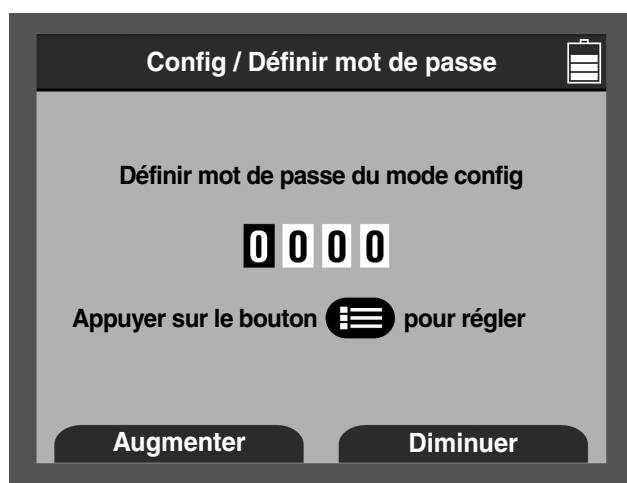 Config / Définir mot de passe
Définir mot de passe du mode config
0 0 0 0
Appuyer sur le bouton pour régler
Augmenter Diminuer